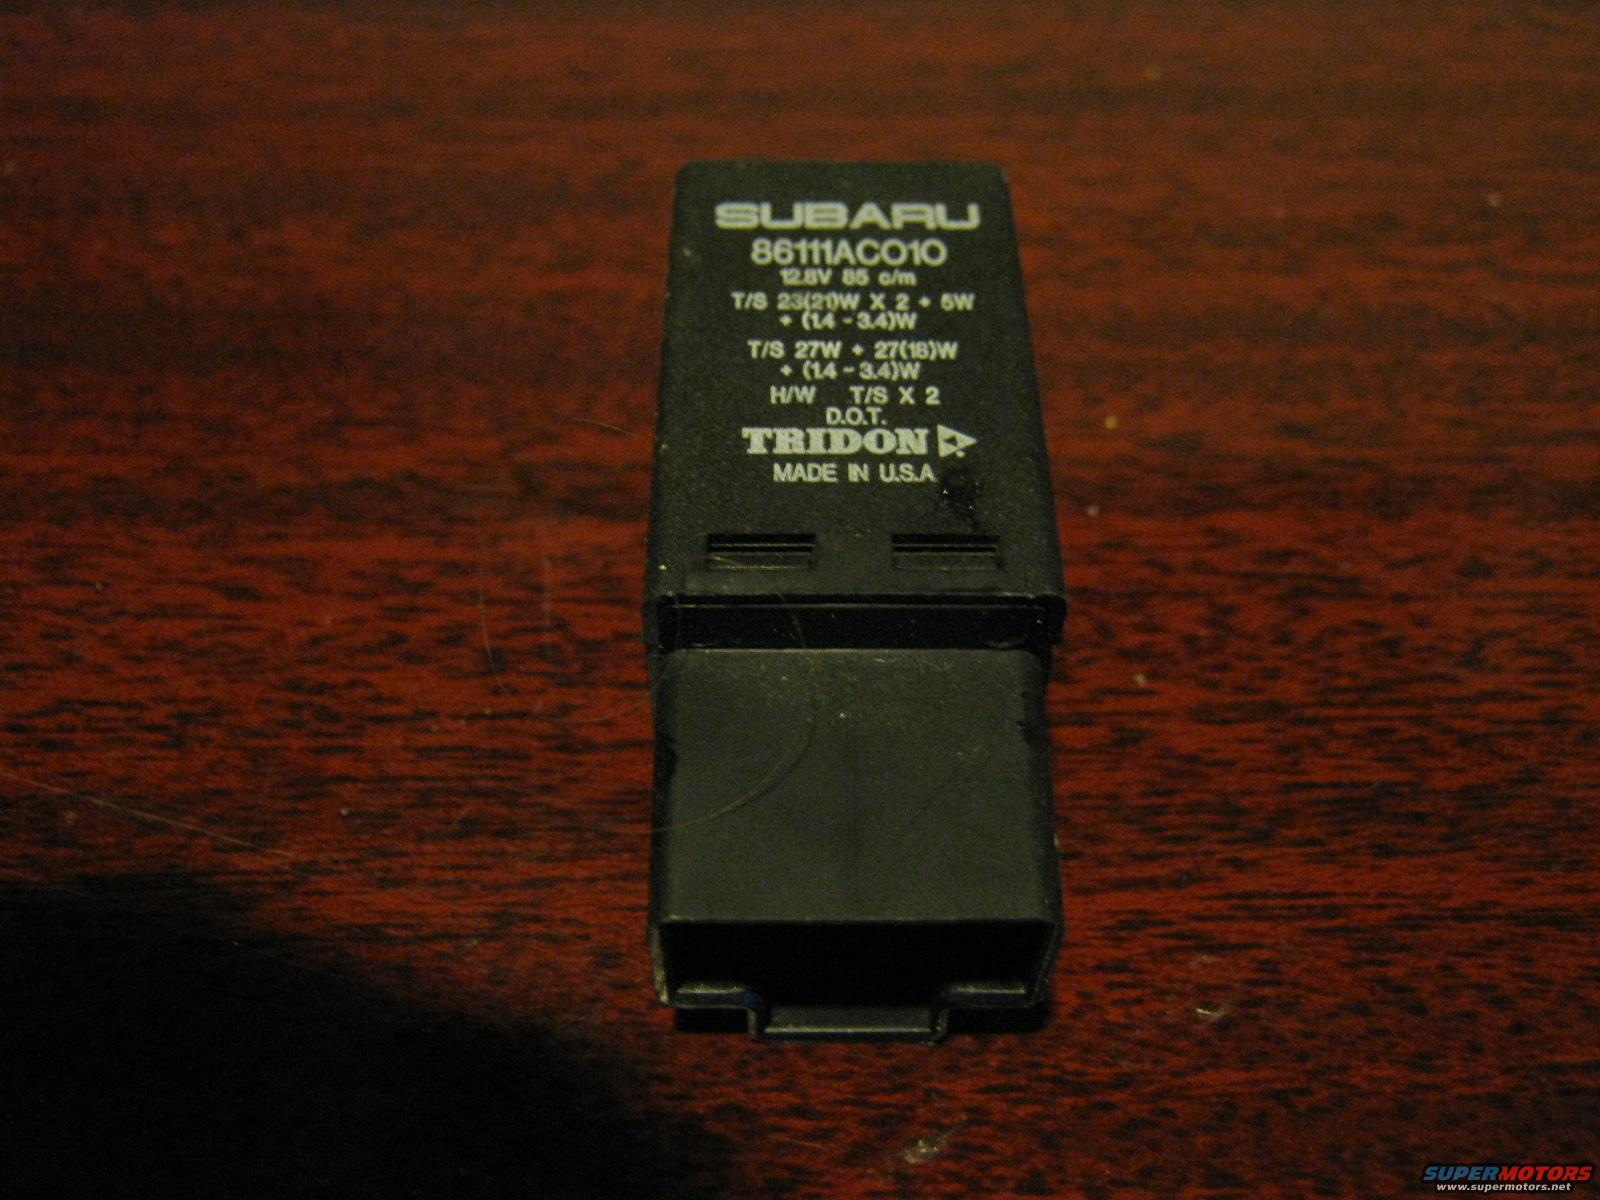 SUBARU
86111AC010
12.8V 85 c/m
T/S 23(21)W X 2 + 5W
+ (1.4 - 3.4)W
T/S 27W + 27(18)W
+ (1.4 - 3.4)W
H/W T/S X 2
D.O.T.
TRIDON
MADE IN U.S.A
SUPERMOTORS
www.supermotors.net